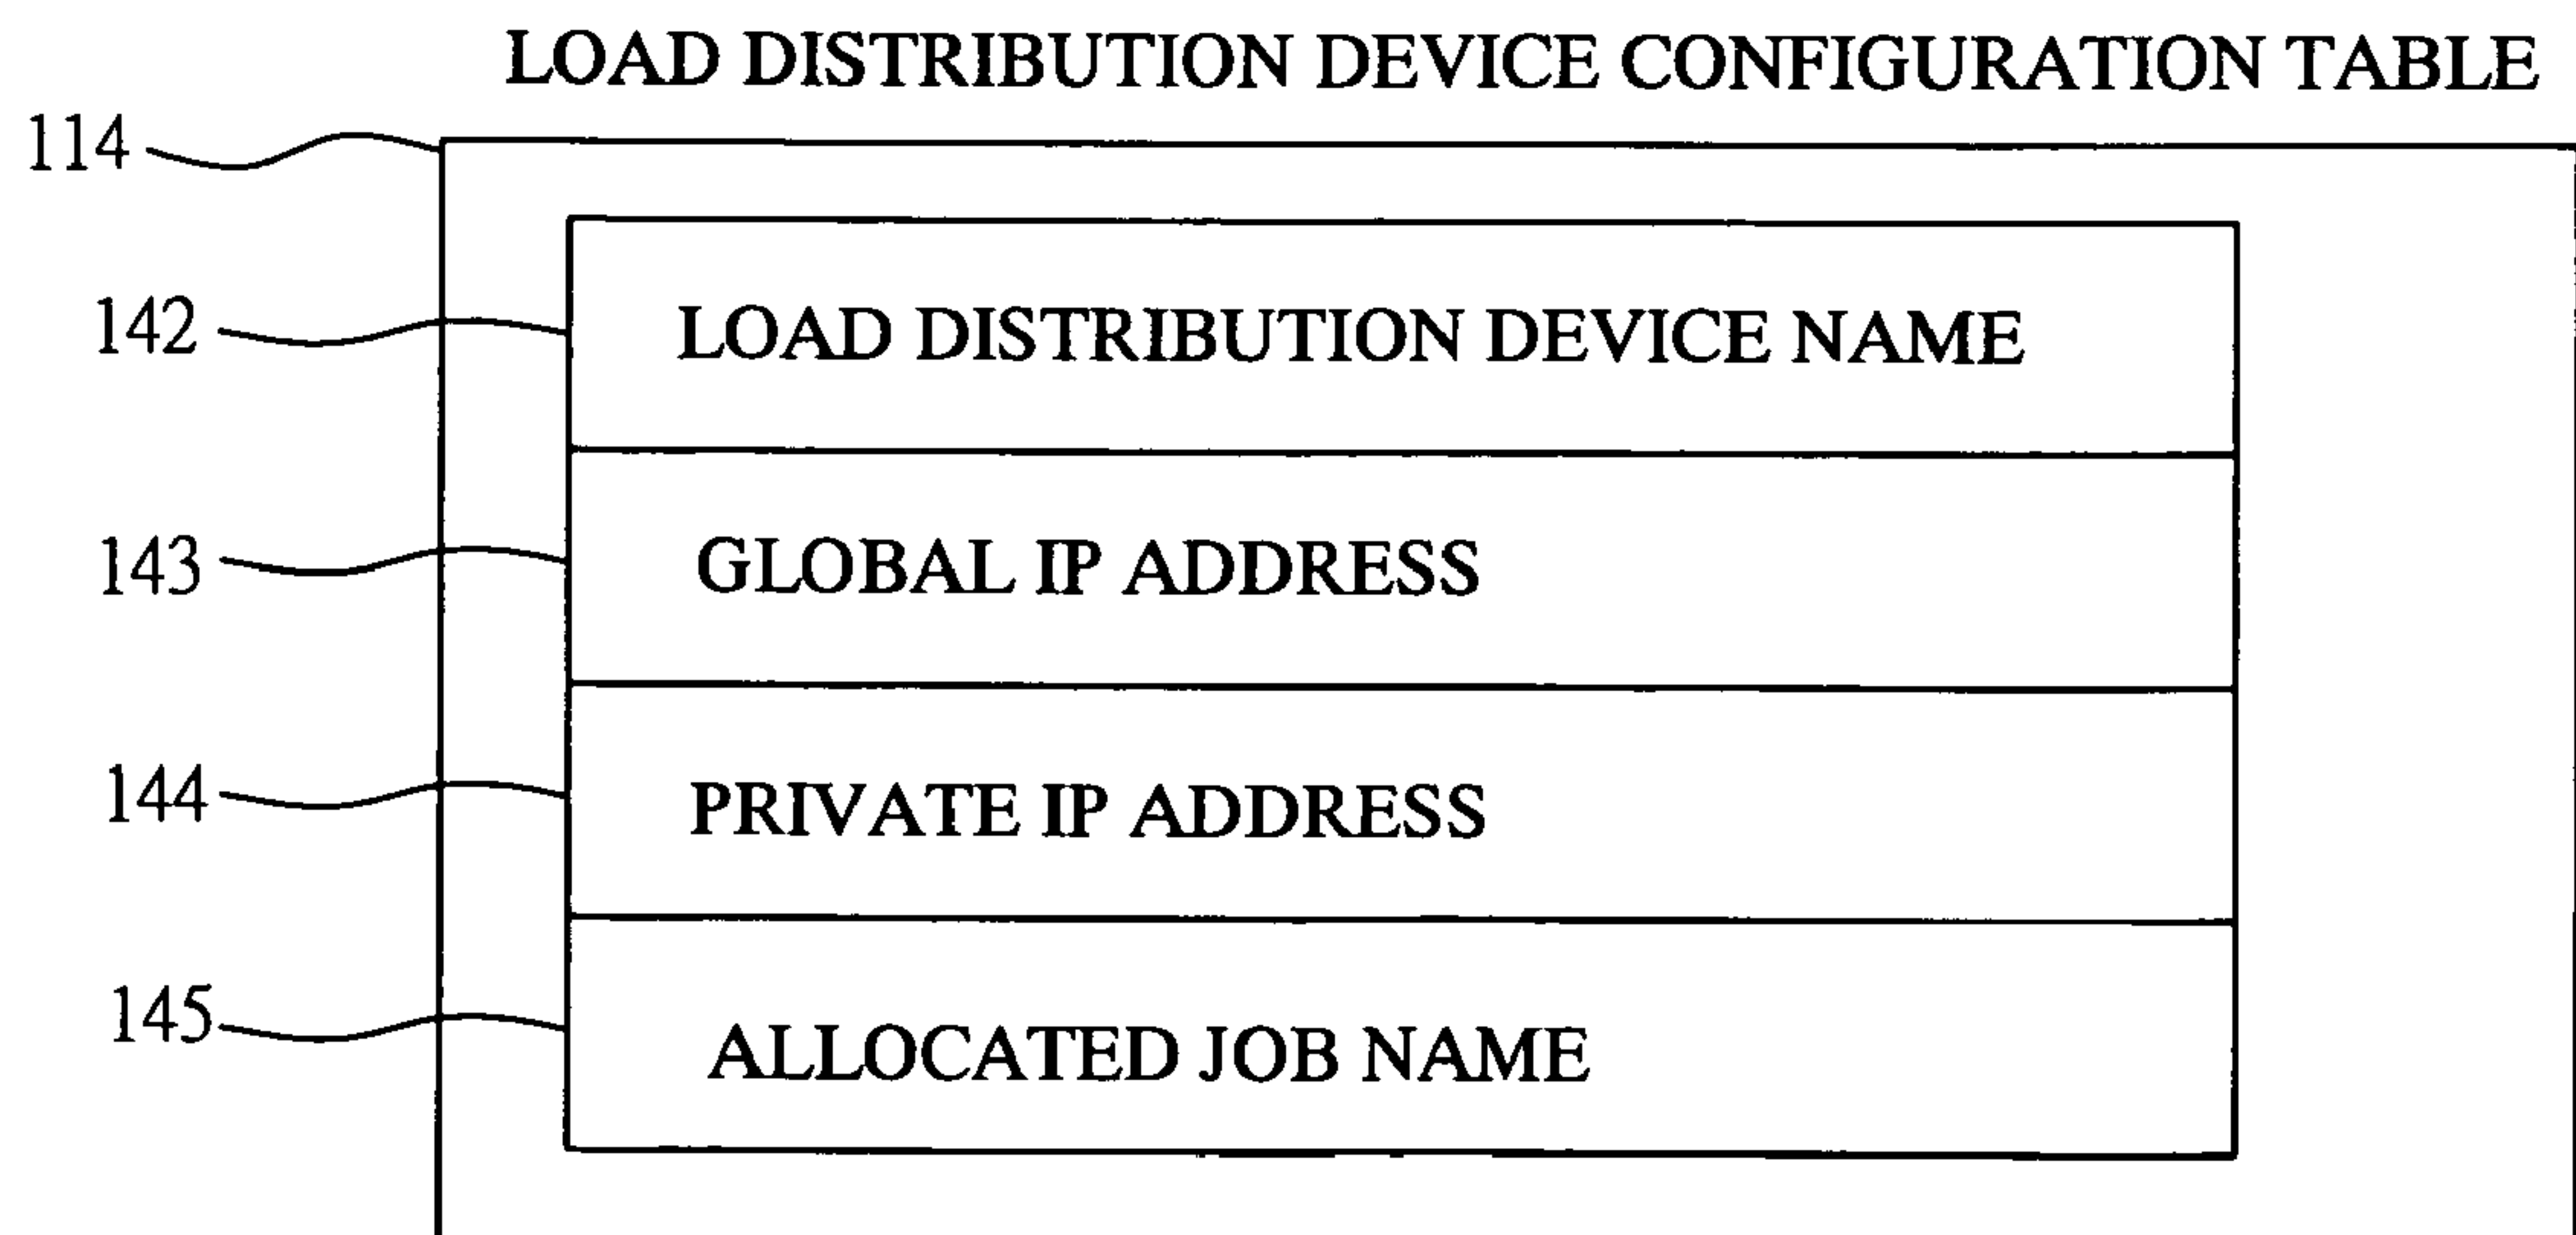 LOAD DISTRIBUTION DEVICE CONFIGURATION TABLE
114
142 LOAD DISTRIBUTION DEVICE NAME
143 GLOBAL IP ADDRESS
144 PRIVATE IP ADDRESS
145 ALLOCATED JOB NAME